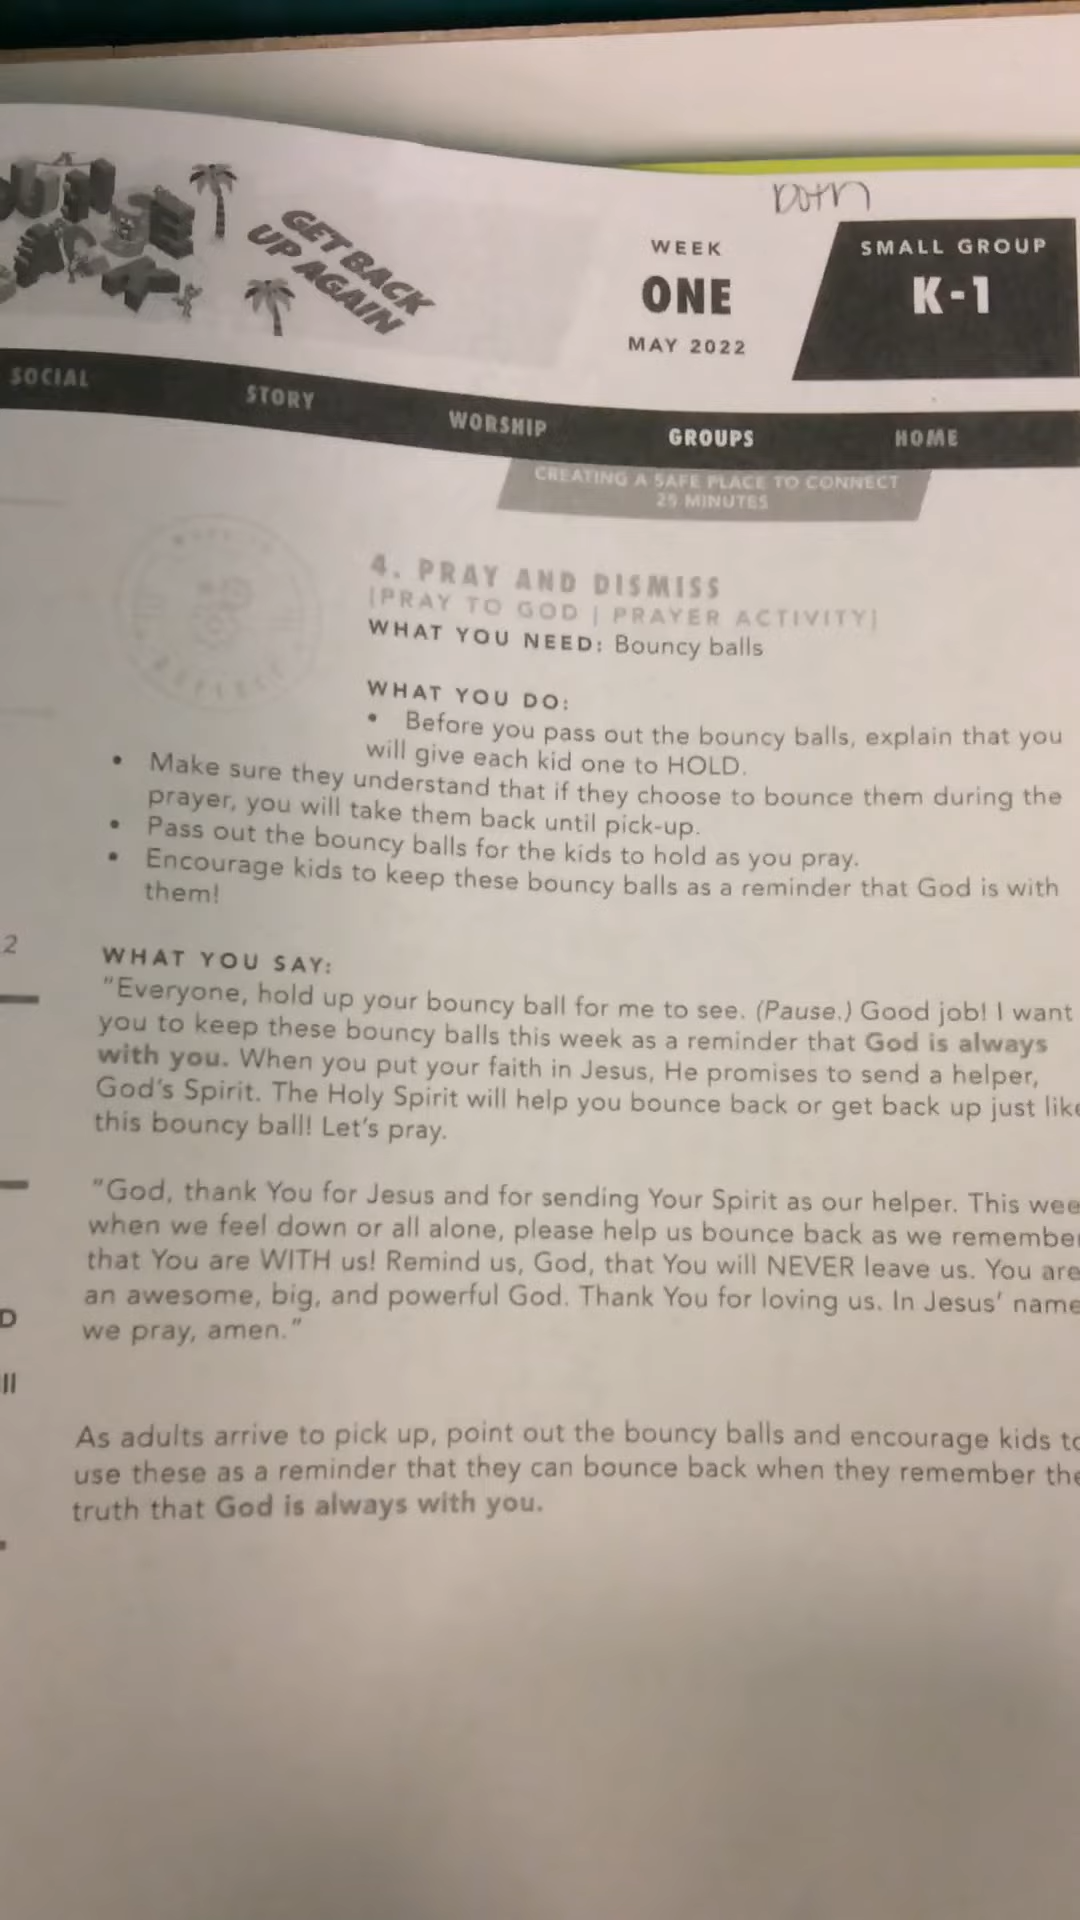 GET BACK
UP AGAIN
WEEK
ONE
MAY 2022
SMALL GROUP
K-1
SOCIAL
STORY
WORSHIP
GROUPS
HOME
CREATING A SAFE PLACE TO CONNECT
25 MINUTES
4. PRAY AND DISMISS
[PRAY TO GOD | PRAYER ACTIVITY]
WHAT YOU NEED: Bouncy balls
WHAT YOU DO:
• Before you pass out the bouncy balls, explain that you
will give each kid one to HOLD.
• Make sure they understand that if they choose to bounce them during the
prayer, you will take them back until pick-up.
• Pass out the bouncy balls for the kids to hold as you pray.
• Encourage kids to keep these bouncy balls as a reminder that God is with
them!
2
WHAT YOU SAY:
"Everyone, hold up your bouncy ball for me to see. (Pause.) Good job! I want
you to keep these bouncy balls this week as a reminder that God is always
with you. When you put your faith in Jesus, He promises to send a helper,
God's Spirit. The Holy Spirit will help you bounce back or get back up just like
this bouncy ball! Let's pray.
"God, thank You for Jesus and for sending Your Spirit as our helper. This wee
when we feel down or all alone, please help us bounce back as we remember
that You are WITH us! Remind us, God, that You will NEVER leave us. You are
an awesome, big, and powerful God. Thank You for loving us. In Jesus' name
we pray, amen."
D
ll
As adults arrive to pick up, point out the bouncy balls and encourage kids to
use these as a reminder that they can bounce back when they remember the
truth that God is always with you.